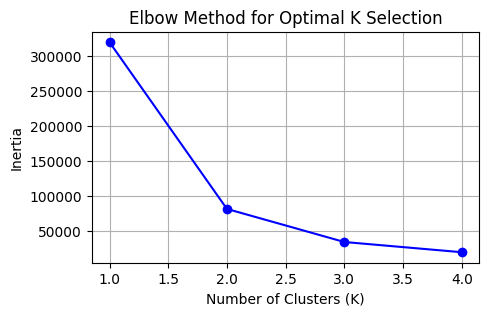 Elbow Method for Optimal K Selection
300000
250000
200000
150000
100000
50000
Inertia
1.0 1.5 2.0 2.5 3.0 3.5 4.0
Number of Clusters (K)